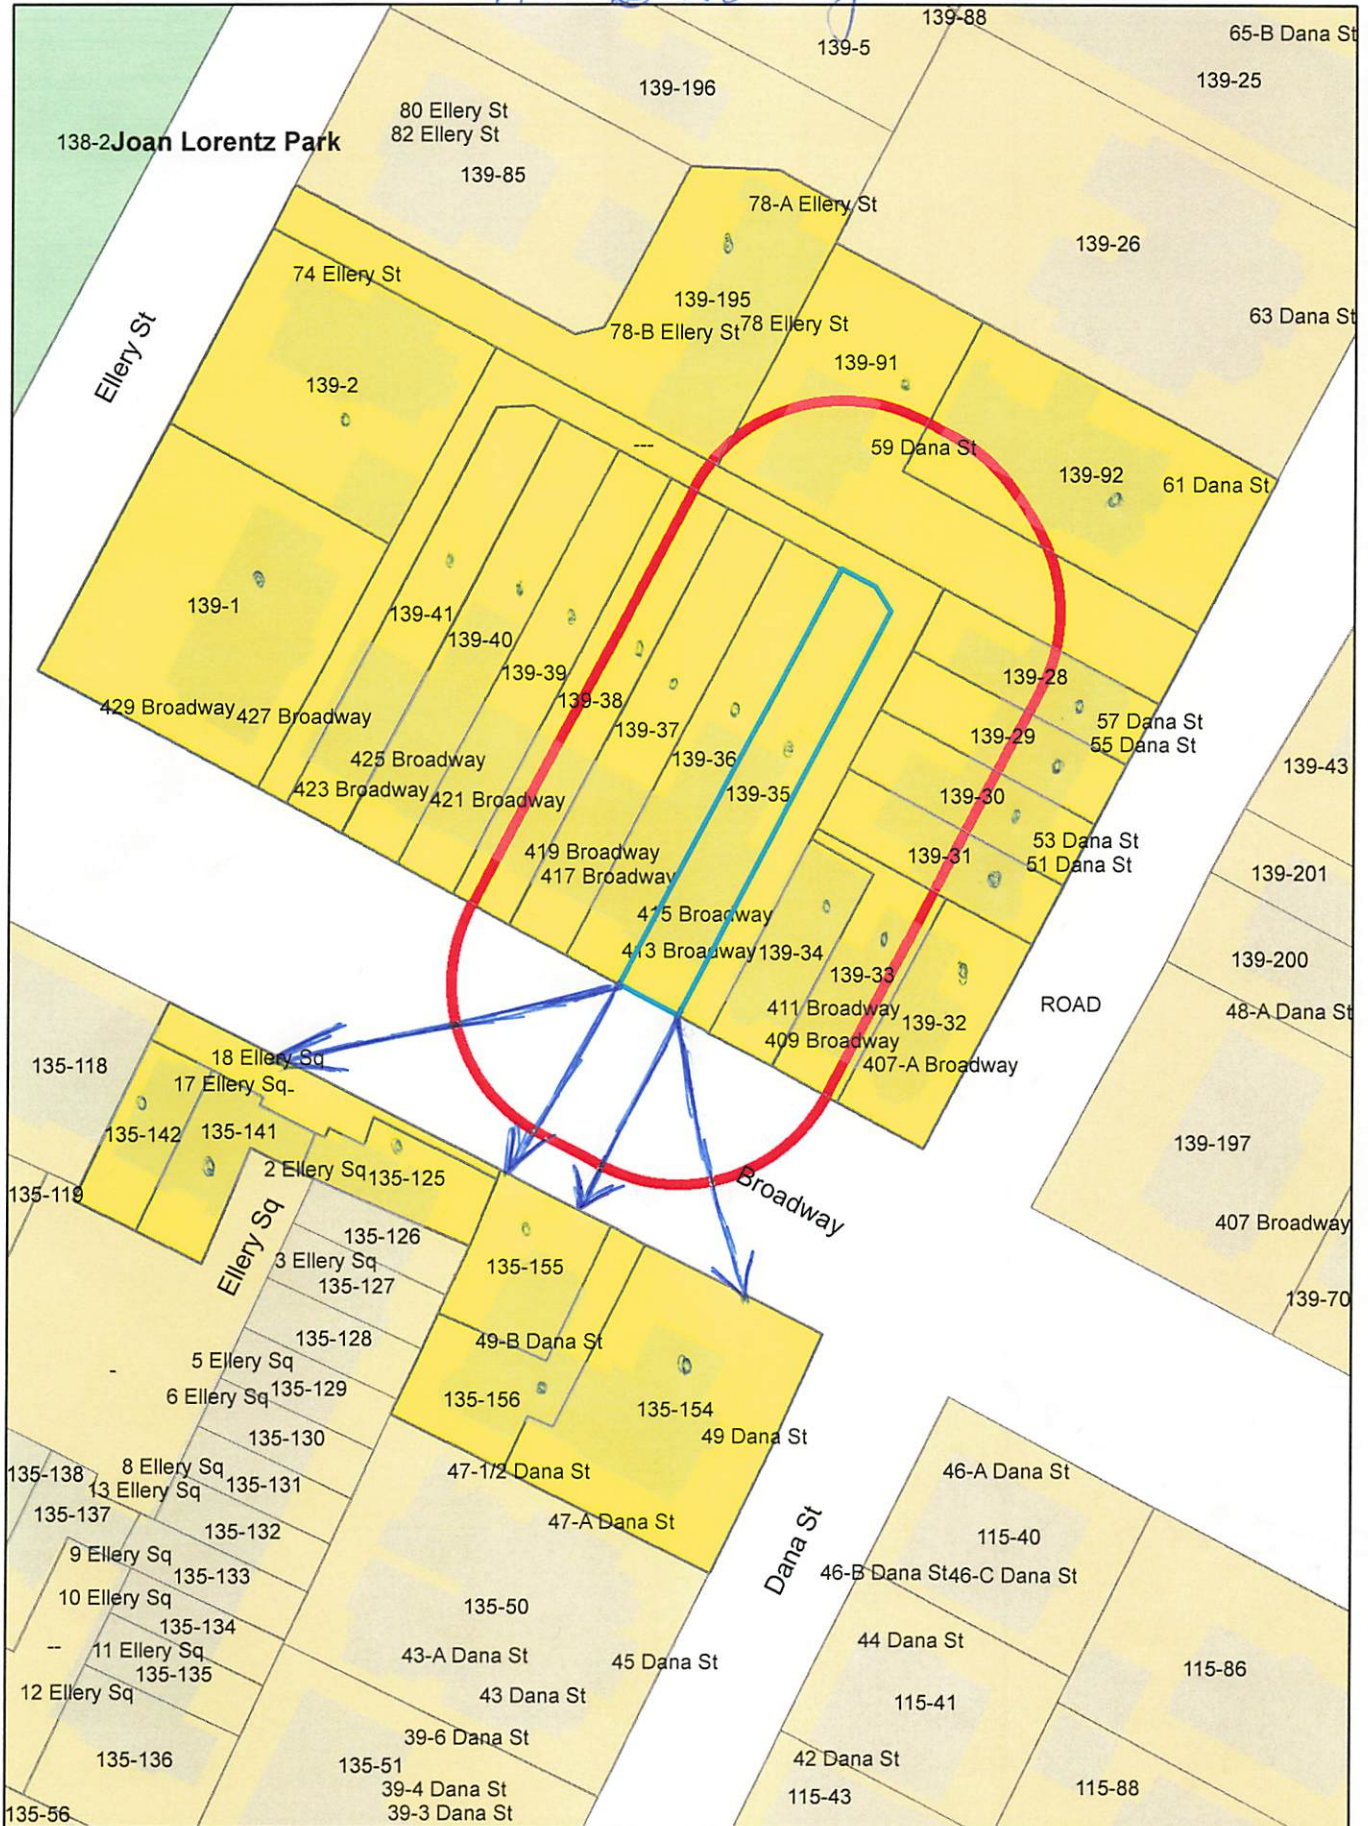 139-88
65-B Dana St
139-5
139-25
139-196
80 Ellery St
82 Ellery St
138-2 Joan Lorentz Park
139-85
78-A Ellery St
139-26
74 Ellery St
139-195
63 Dana St
78-B Ellery St
78 Ellery St
Ellery St
139-91
139-2
---
59 Dana St
139-92
61 Dana St
139-1
139-41
139-40
139-39
139-28
139-38
429 Broadway
427 Broadway
57 Dana St
139-37
139-29
55 Dana St
425 Broadway
139-36
139-43
423 Broadway
421 Broadway
139-35
139-30
53 Dana St
419 Broadway
139-31
51 Dana St
417 Broadway
139-201
415 Broadway
413 Broadway
139-34
139-200
139-33
ROAD
411 Broadway
48-A Dana St
139-32
409 Broadway
18 Ellery Sq
135-118
407-A Broadway
17 Ellery Sq
135-142
135-141
139-197
2 Ellery Sq
135-125
135-119
Broadway
407 Broadway
135-126
Ellery Sq
3 Ellery Sq
135-155
135-127
139-70
135-128
49-B Dana St
5 Ellery Sq
-
135-129
6 Ellery Sq
135-156
135-154
135-130
49 Dana St
8 Ellery Sq
135-138
47-1/2 Dana St
46-A Dana St
135-131
13 Ellery Sq
135-137
47-A Dana St
135-132
115-40
Dana St
9 Ellery Sq
135-133
46-B Dana St
46-C Dana St
10 Ellery Sq
135-50
135-134
--
11 Ellery Sq
44 Dana St
43-A Dana St
45 Dana St
115-86
135-135
12 Ellery Sq
43 Dana St
115-41
39-6 Dana St
135-136
135-51
42 Dana St
39-4 Dana St
115-88
115-43
135-56
39-3 Dana St